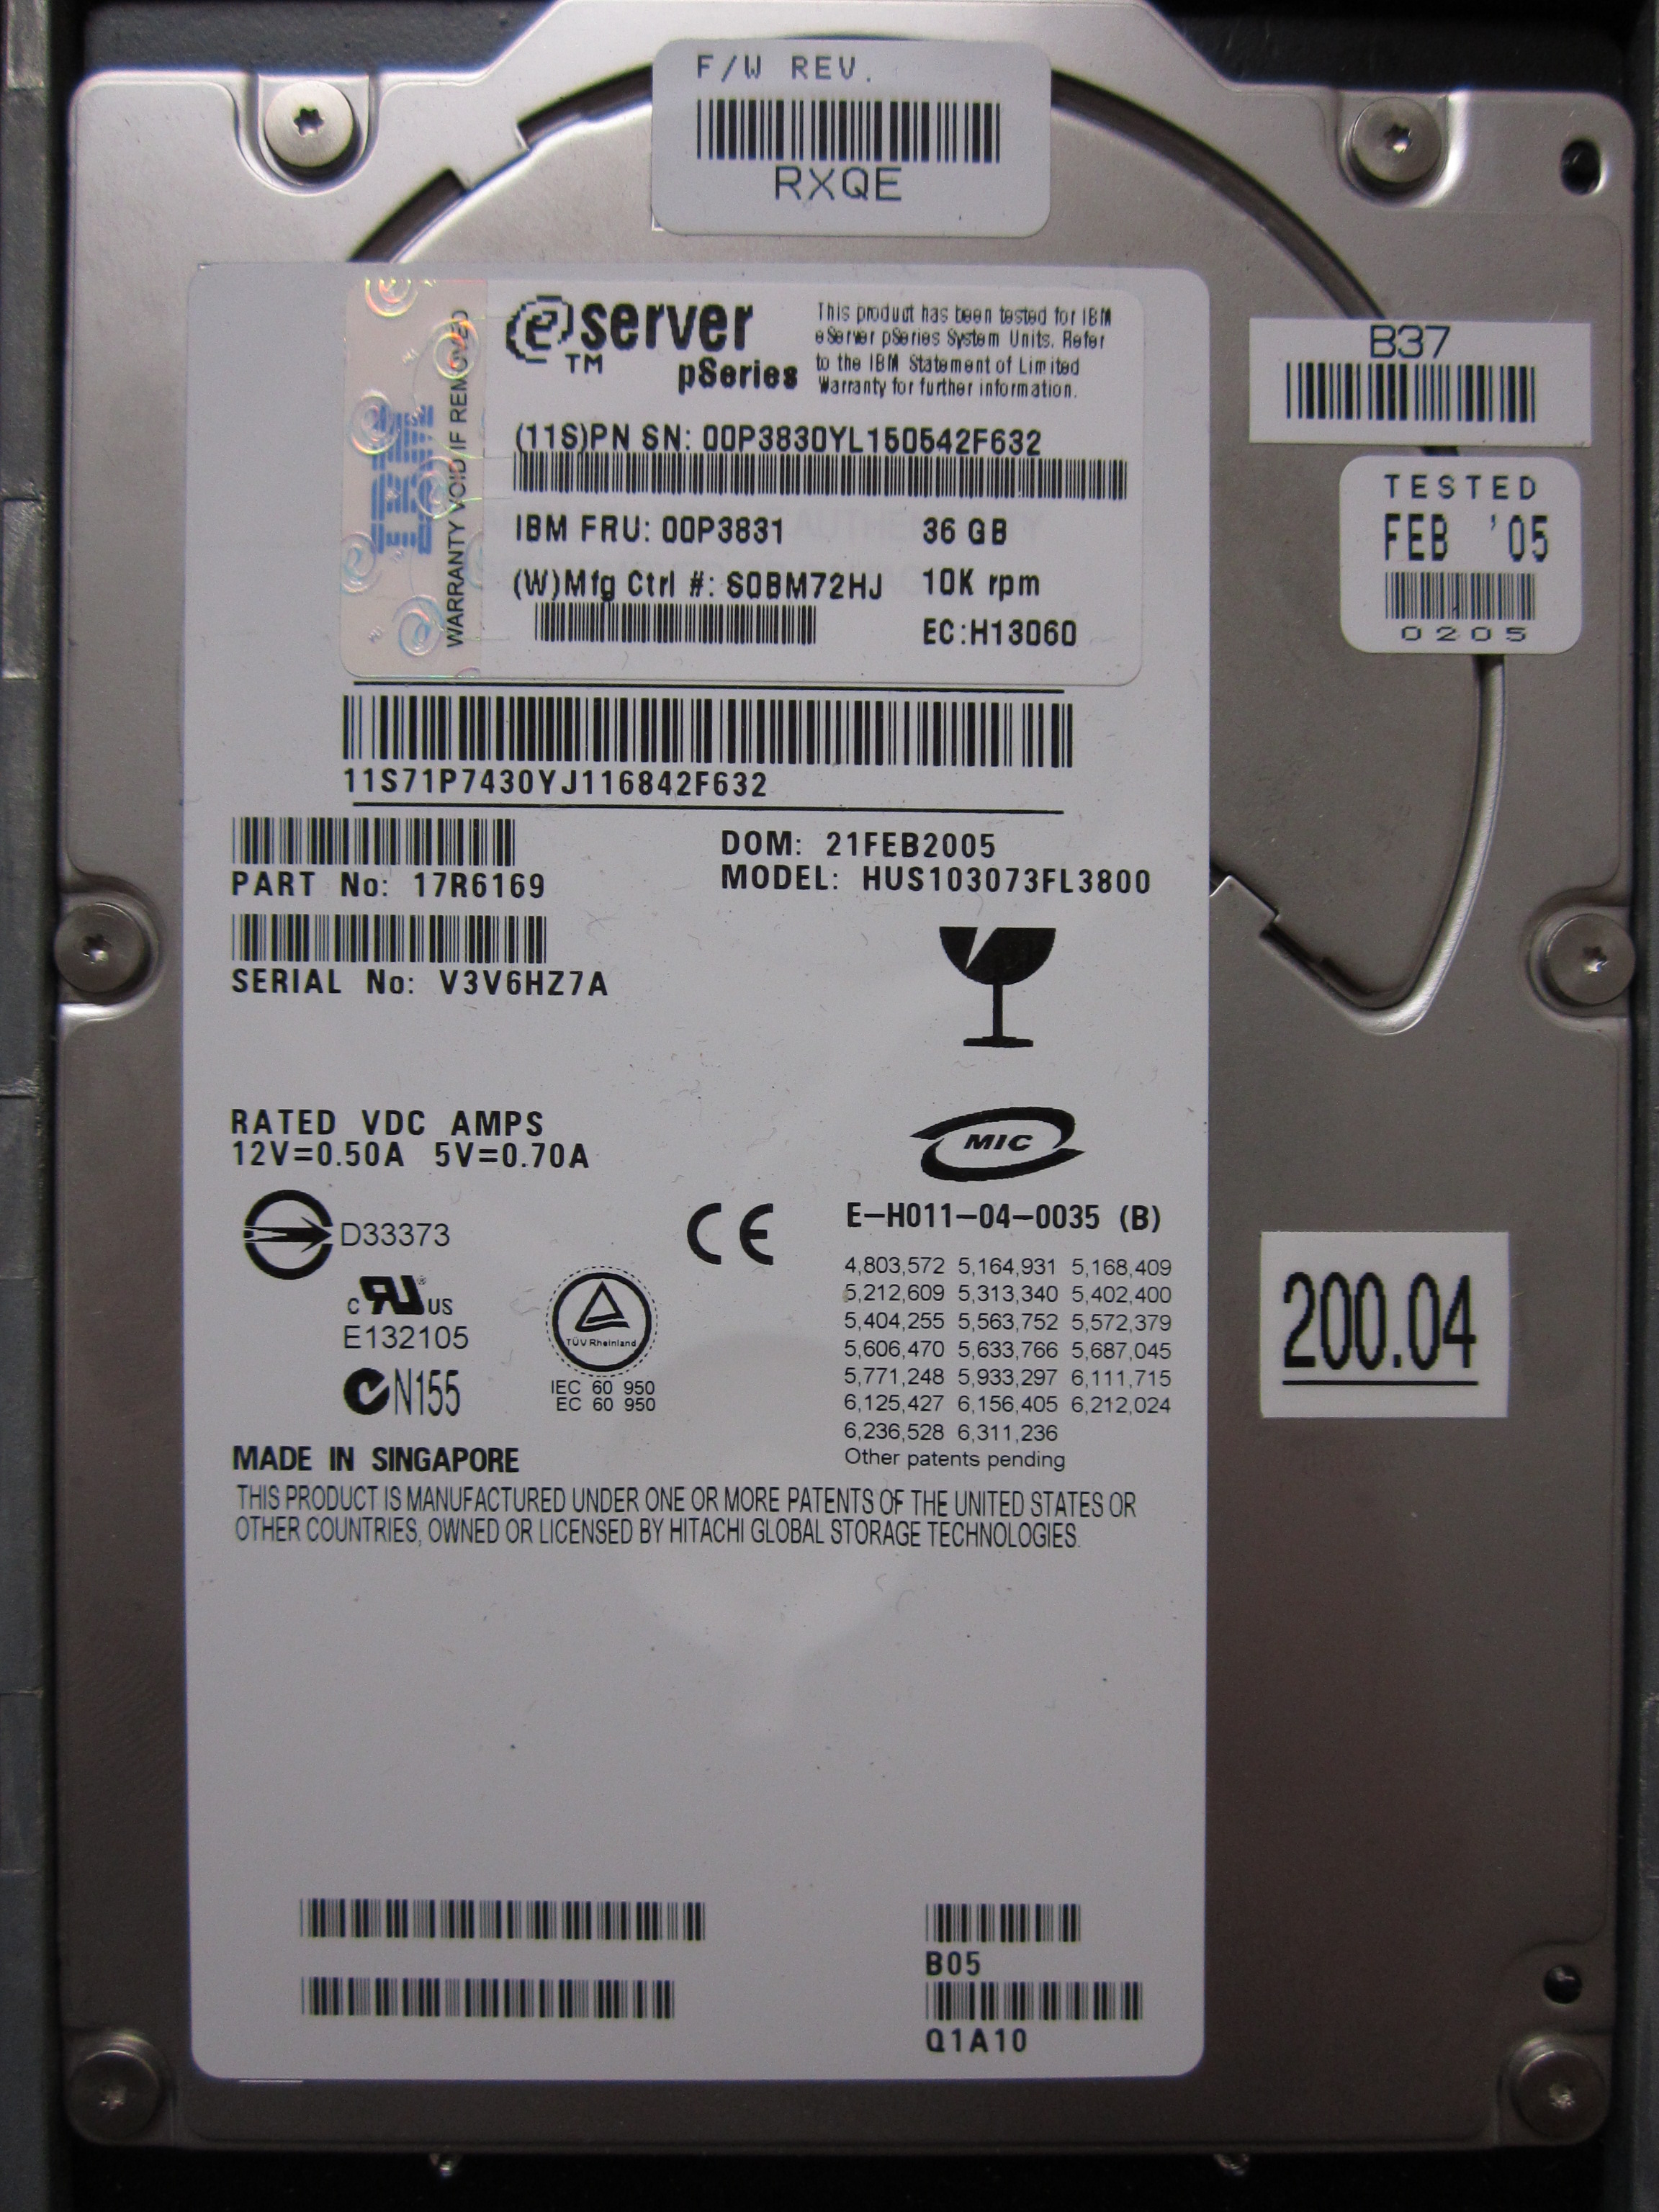 F/W REV.
RXQE
IBM
WARRANTY VOID IF REMOVED
e server
TM
pSeries
This product has been tested for IBM
eServer pSeries System Units. Refer
to the IBM Statement of Limited
Warranty for further information.
(11S)PN SN: 00P3830YL150542F632
IBM FRU: 00P3831 36 GB
(W)Mfg Ctrl #: S0BM72HJ 10K rpm
EC:H13060
B37
TESTED
FEB '05
0205
11S71P7430YJ116842F632
PART No: 17R6169
DOM: 21FEB2005
MODEL: HUS103073FL3800
SERIAL No: V3V6HZ7A
RATED VDC AMPS
12V=0.50A 5V=0.70A
MIC
E-H011-04-0035 (B)
D33373
CE
c RU ® US
E132105
N155
TÜV Rheinland
IEC 60 950
EC 60 950
4,803,572 5,164,931 5,168,409
5,212,609 5,313,340 5,402,400
5,404,255 5,563,752 5,572,379
5,606,470 5,633,766 5,687,045
5,771,248 5,933,297 6,111,715
6,125,427 6,156,405 6,212,024
6,236,528 6,311,236
Other patents pending
200.04
MADE IN SINGAPORE
THIS PRODUCT IS MANUFACTURED UNDER ONE OR MORE PATENTS OF THE UNITED STATES OR
OTHER COUNTRIES, OWNED OR LICENSED BY HITACHI GLOBAL STORAGE TECHNOLOGIES.
B05
Q1A10